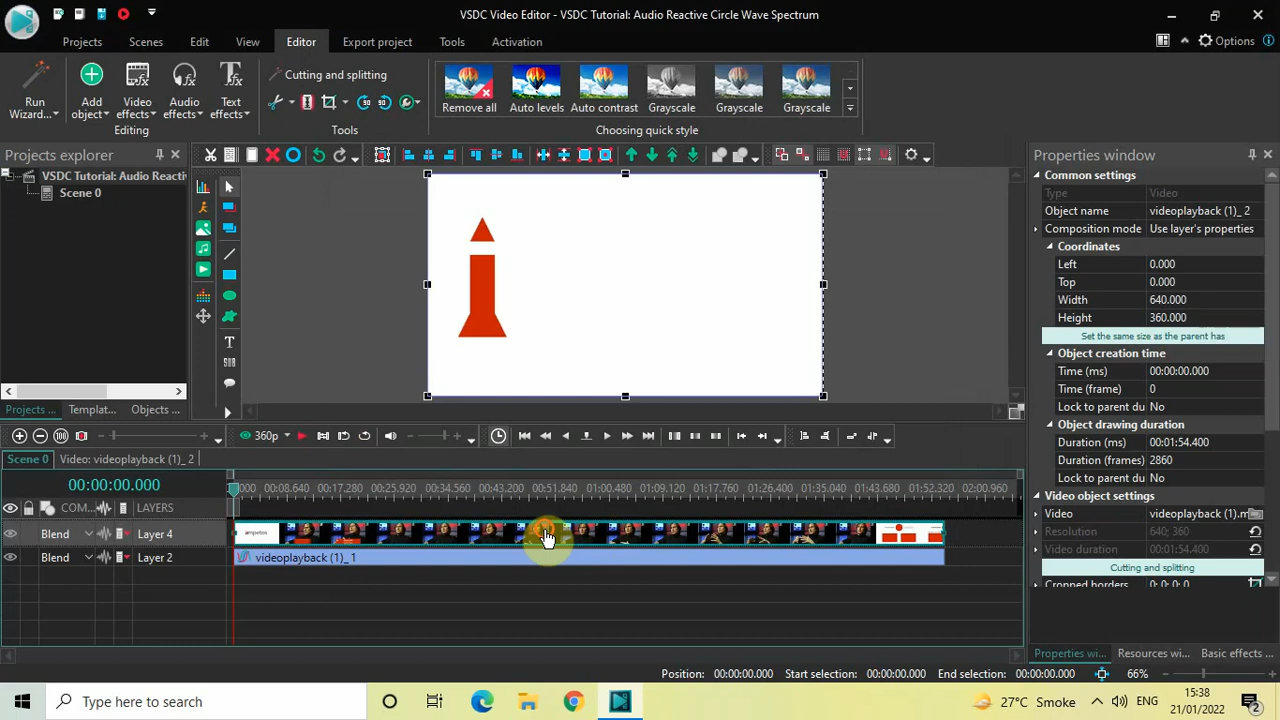 VSDC Video Editor - VSDC Tutorial: Audio Reactive Circle Wave Spectrum
Projects Scenes Edit View Editor Export project Tools Activation Options
Run Wizard... Add object Video effects Audio effects Text effects
Cutting and splitting
Remove all Auto levels Auto contrast Grayscale Grayscale Grayscale
Editing Tools Choosing quick style
Projects explorer
VSDC Tutorial: Audio Reacti
Scene 0
Projects ... Templat... Objects ...
Properties window
Common settings
Type Video
Object name videoplayback (1)_ 2
Composition mode Use layer's properties
Coordinates
Left 0.000
Top 0.000
Width 640.000
Height 360.000
Set the same size as the parent has
Object creation time
Time (ms) 00:00:00.000
Time (frame) 0
Lock to parent du No
Object drawing duration
Duration (ms) 00:01:54.400
Duration (frames) 2860
Lock to parent du No
Video object settings
Video videoplayback (1).m
Resolution 640; 360
Video duration 00:01:54.400
Cutting and splitting
Cropped borders 0; 0; 0; 0
Properties wi... Resources wi... Basic effects ...
360p
Scene 0 Video: videoplayback (1)_ 2
00:00:00.000
000 00:08.640 00:17.280 00:25.920 00:34.560 00:43.200 00:51.840 01:00.480 01:09.120 01:17.760 01:26.400 01:35.040 01:43.680 01:52.320 02:00.960
COM... LAYERS
Blend Layer 4 ampetos
Blend Layer 2 videoplayback (1)_ 1
Position: 00:00:00.000 Start selection: 00:00:00.000 End selection: 00:00:00.000 66%
Type here to search
27°C Smoke ENG
15:38
21/01/2022
2